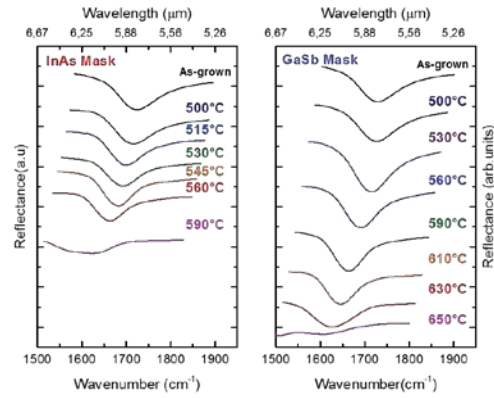 Wavelength (μm)
6,67 6,25 5,88 5,56 5,26
InAs Mask
As-grown
500°C
515°C
530°C
545°C
560°C
590°C
Reflectance(a.u)
1500 1600 1700 1800 1900
Wavenumber (cm-1)
Wavelength (μm)
6,67 6,25 5,88 5,56 5,26
GaSb Mask
As-grown
500°C
530°C
560°C
590°C
610°C
630°C
650°C
Reflectance (arb units)
1500 1600 1700 1800 1900
Wavenumber(cm-1)